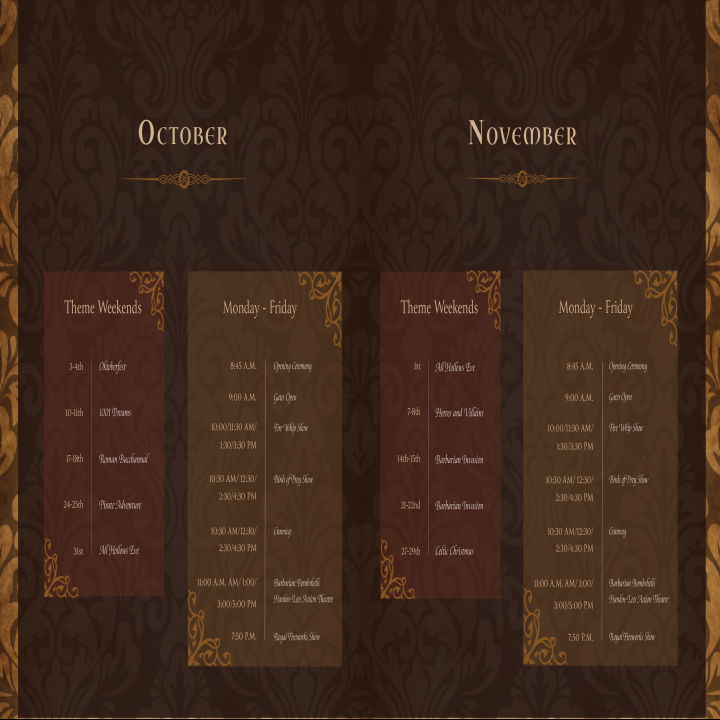 October
Theme Weekends
3-4th Oktoberfest
10-11th 1001 Dreams
17-18th Roman Bacchannal
24-25th Pirate Adventure
31st All Hallows Eve
Monday - Friday
8:45 A.M. Opening Ceremony
9:00 A.M. Gates Open
10:00/11:30 AM/ Fire Whip Show
1:30/3:30 PM
10:30 AM/ 12:30/ Birds of Prey Show
2:30/4:30 PM
10:30 AM/12:30/
2:30/4:30 PM
11:00 A.M. AM/ 1:00/ Barbarian Bombshells
3:00/5:00 PM Action Theatre
7:50 P.M. Royal Fireworks Show
November
Theme Weekends
1st All Hallows Eve
7-8th Heroes and Villains
14th-15th Barbarian Invasion
21-22nd Barbarian Invasion
27-29th Celtic Christmas
Monday - Friday
8:45 A.M. Opening Ceremony
9:00 A.M. Gates Open
10:00/11:30 AM/ Fire Whip Show
1:30/3:30 PM
10:30 AM/ 12:30/ Birds of Prey Show
2:30/4:30 PM
10:30 AM/12:30/
2:30/4:30 PM
11:00 A.M. AM/ 1:00/ Barbarian Bombshells
3:00/5:00 PM Action Theatre
7:50 P.M. Royal Fireworks Show